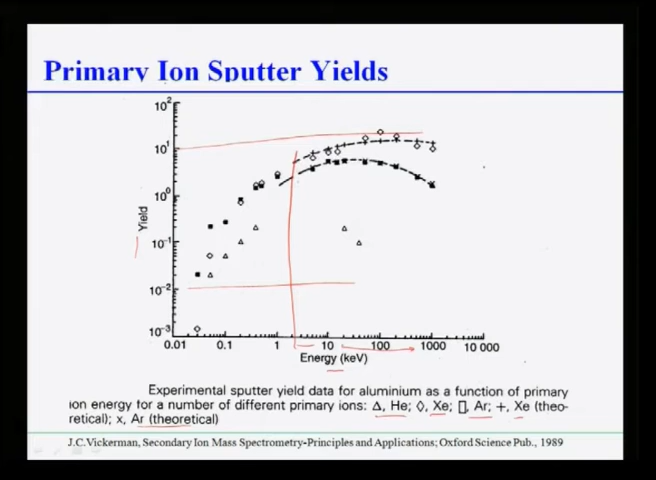 Primary Ion Sputter Yields
10²
10¹
10⁰
10⁻¹
10⁻²
10⁻³
Yield
0.01 0.1 1 10 100 1000 10 000
Energy (keV)
Experimental sputter yield data for aluminium as a function of primary
ion energy for a number of different primary ions: Δ, He; ◊, Xe; [], Ar; +, Xe (theo-
retical); x, Ar (theoretical)
J.C.Vickerman, Secondary Ion Mass Spectrometry-Principles and Applications; Oxford Science Pub., 1989